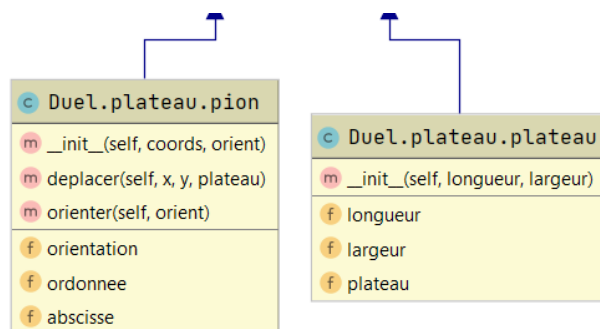 c Duel.plateau.pion
m __init__(self, coords, orient)
m deplacer(self, x, y, plateau)
m orienter(self, orient)
f orientation
f ordonnee
f abscisse
c Duel.plateau.plateau
m __init__(self, longueur, largeur)
f longueur
f largeur
f plateau